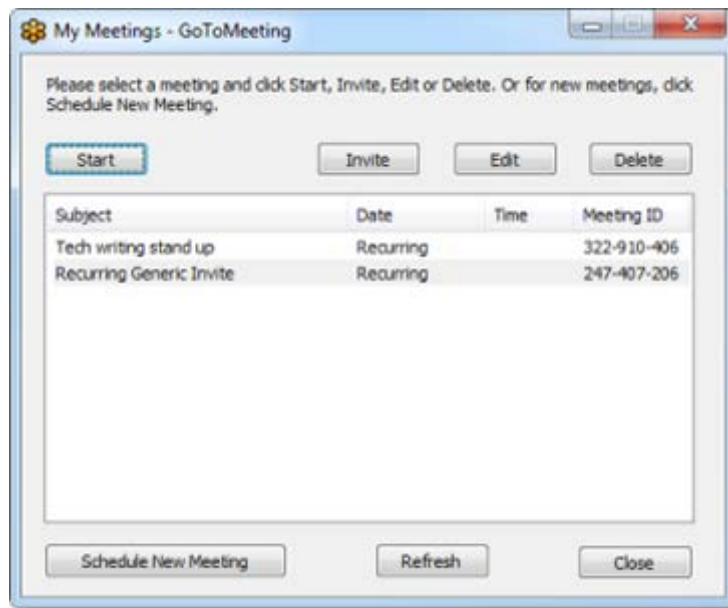 My Meetings - GoToMeeting
Please select a meeting and click Start, Invite, Edit or Delete. Or for new meetings, click
Schedule New Meeting.
Start Invite Edit Delete
Subject Date Time Meeting ID
Tech writing stand up Recurring 322-910-406
Recurring Generic Invite Recurring 247-407-206
Schedule New Meeting Refresh Close